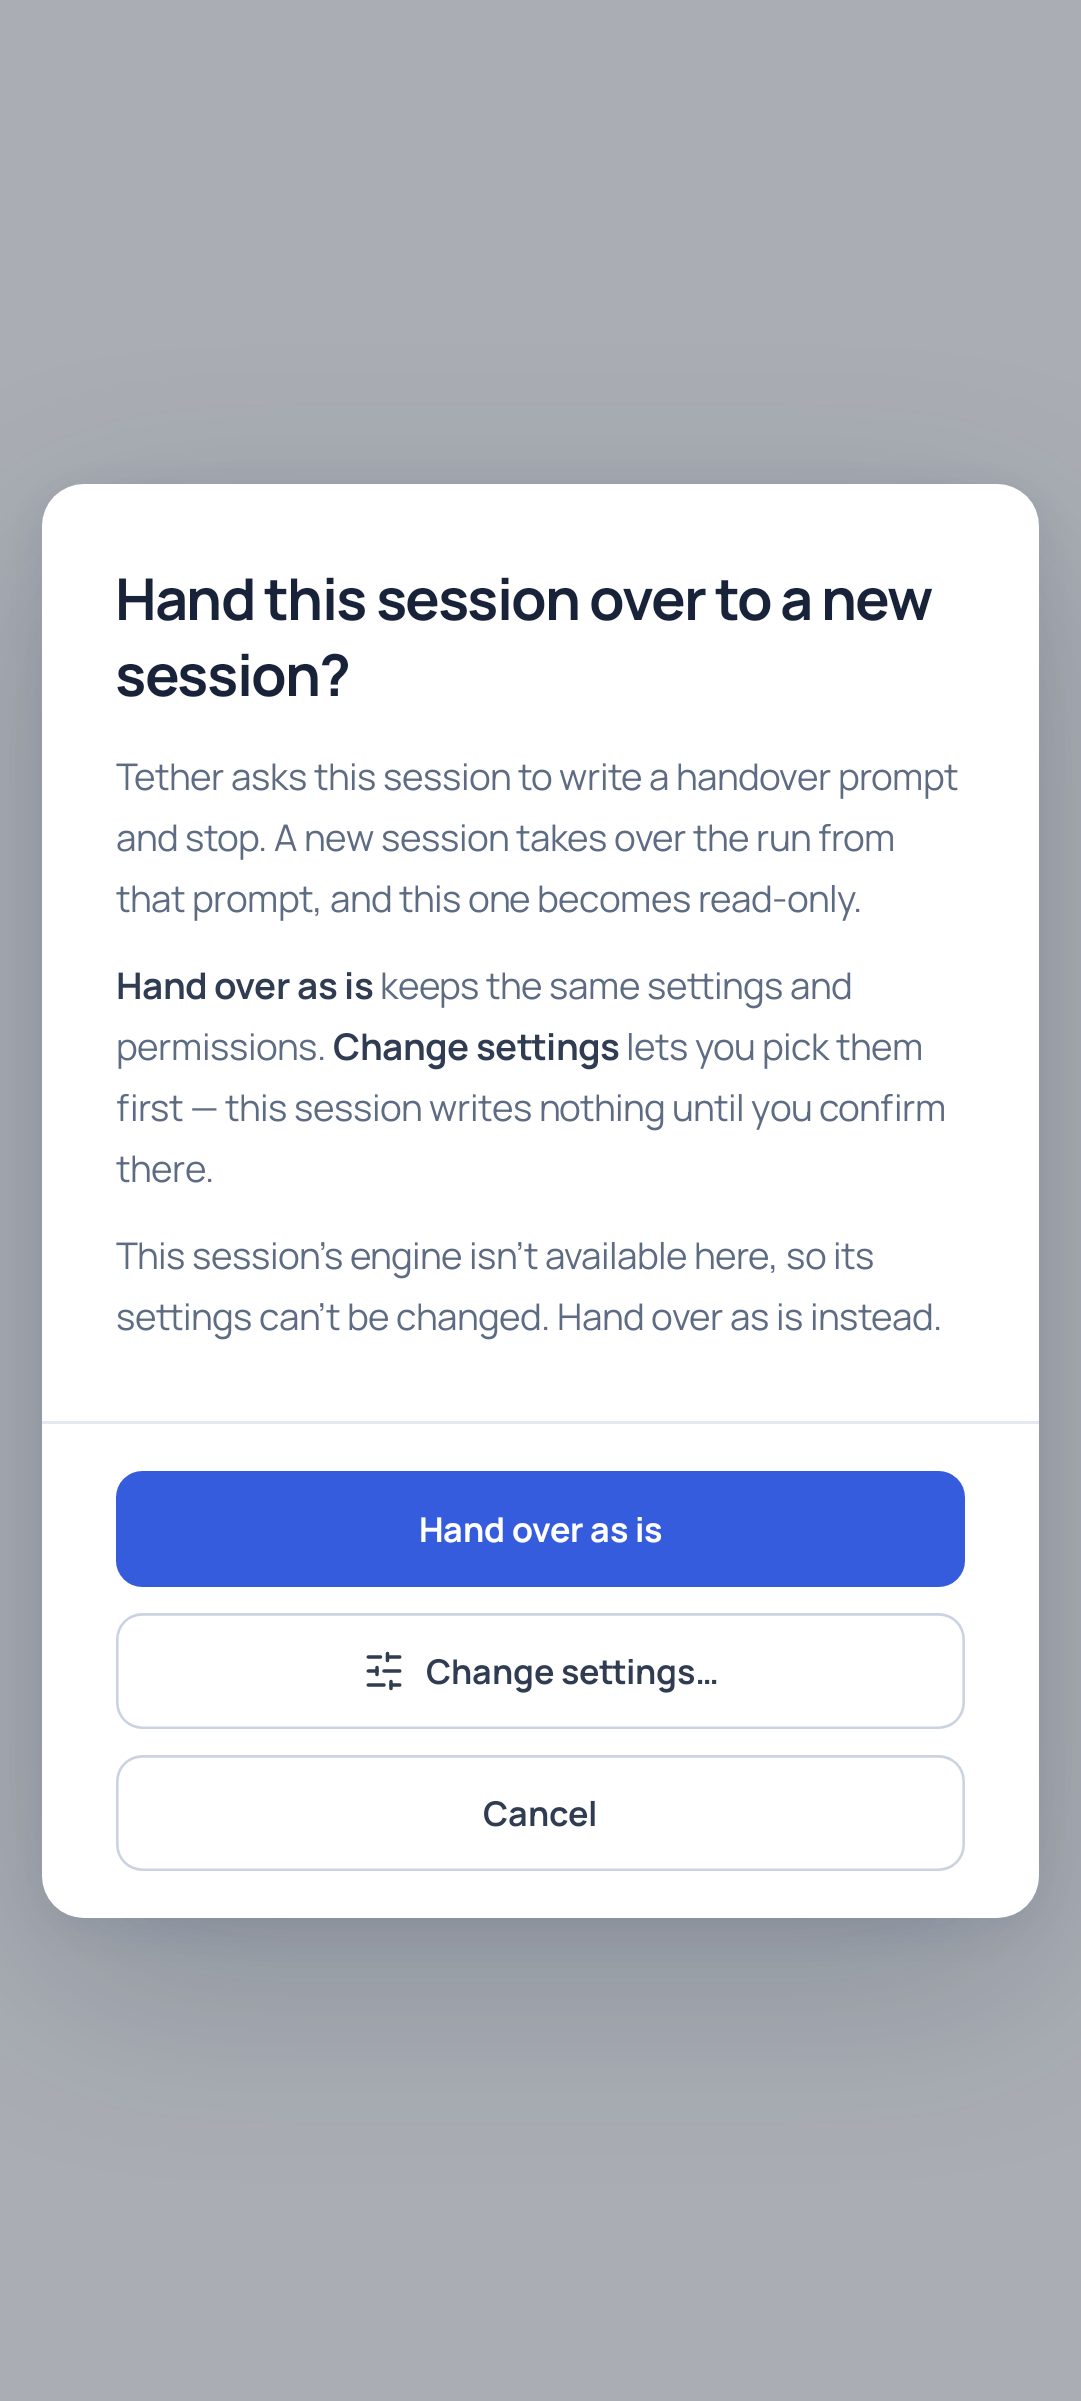 Hand this session over to a new
session?
Tether asks this session to write a handover prompt
and stop. A new session takes over the run from
that prompt, and this one becomes read-only.
Hand over as is keeps the same settings and
permissions. Change settings lets you pick them
first — this session writes nothing until you confirm
there.
This session’s engine isn’t available here, so its
settings can’t be changed. Hand over as is instead.
Hand over as is
Change settings…
Cancel